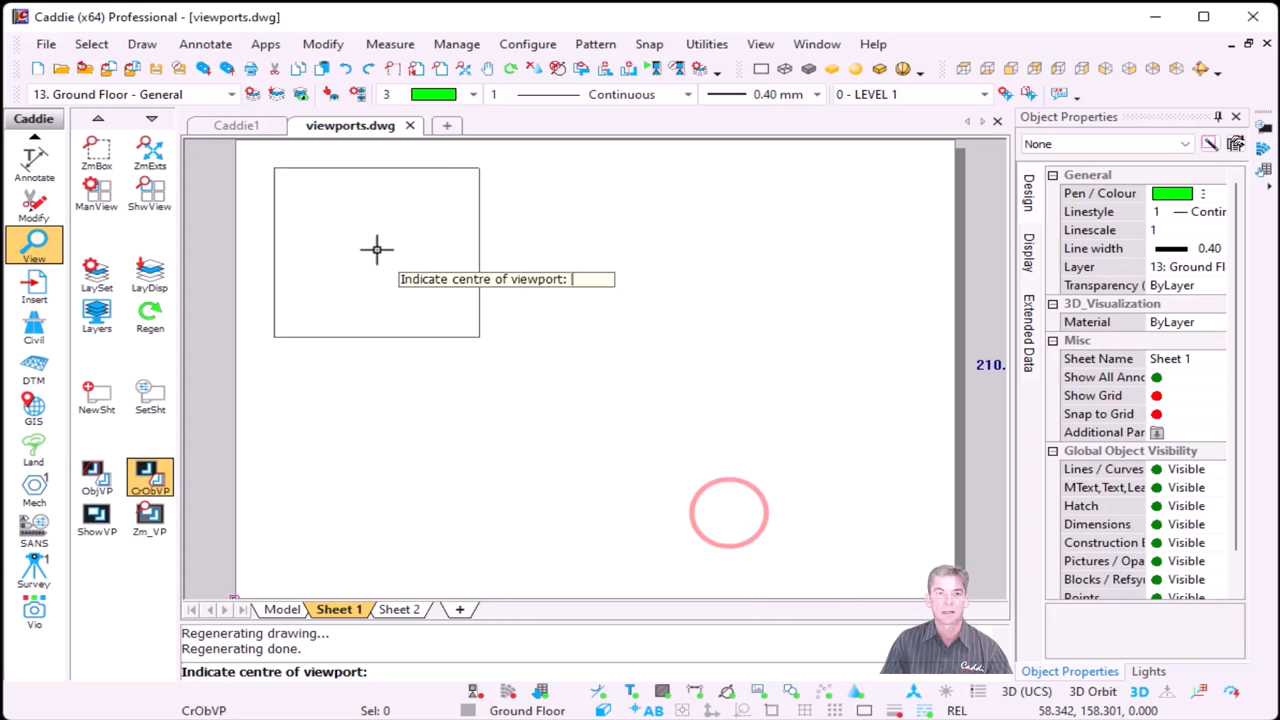 Caddie (x64) Professional - [viewports.dwg]
File Select Draw Annotate Apps Modify Measure Manage Configure Pattern Snap Utilities View Window Help
13. Ground Floor - General 3 1 Continuous 0.40 mm 0 - LEVEL 1
Caddie
Annotate
Modify
View
Insert
Civil
DTM
GIS
Land
Mech
SANS
Survey
Vio
ZmBox ZmExts
ManView ShwView
LaySet LayDisp
Layers Regen
NewSht SetSht
ObjVP CrObVP
ShowVP Zm_VP
Caddie1 viewports.dwg
Indicate centre of viewport:
210.
Model Sheet 1 Sheet 2
Regenerating drawing...
Regenerating done.
Indicate centre of viewport:
Caddie
Object Properties
None
Design
Display
Extended Data
General
Pen / Colour
Linestyle 1 Contir
Linescale 1
Line width 0.40
Layer 13: Ground Fl
Transparency ( ByLayer
3D_Visualization
Material ByLayer
Misc
Sheet Name Sheet 1
Show All Anno
Show Grid
Snap to Grid
Additional Par
Global Object Visibility
Lines / Curves Visible
MText,Text,Lea Visible
Hatch Visible
Dimensions Visible
Construction E Visible
Pictures / Opa Visible
Blocks / Refsyr Visible
Points Visible
Object Properties Lights
3D (UCS) 3D Orbit 3D
CrObVP Sel: 0 Ground Floor AB REL 58.342, 158.301, 0.000